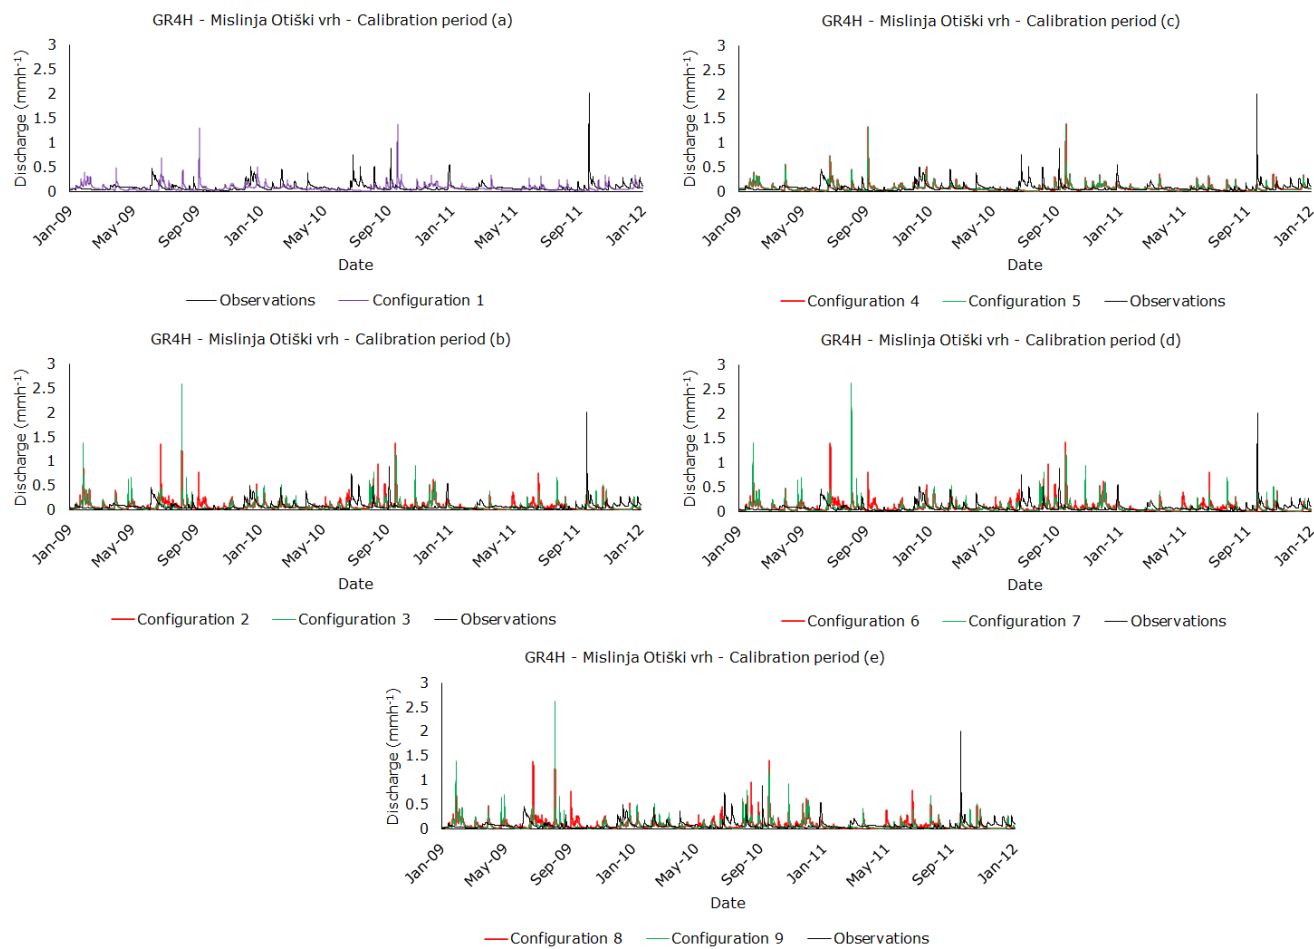 GR4H - Mislinja Otiški vrh - Calibration period (a)
Discharge (mmh-1)
3
2.5
2
1.5
1
0.5
0
Jan-09
May-09
Sep-09
Jan-10
May-10
Sep-10
Jan-11
May-11
Sep-11
Jan-12
Date
Observations
Configuration 1
GR4H - Mislinja Otiški vrh - Calibration period (c)
Discharge (mmh-1)
3
2.5
2
1.5
1
0.5
0
Jan-09
May-09
Sep-09
Jan-10
May-10
Sep-10
Jan-11
May-11
Sep-11
Jan-12
Date
Configuration 4
Configuration 5
Observations
GR4H - Mislinja Otiški vrh - Calibration period (b)
Discharge (mmh-1)
3
2.5
2
1.5
1
0.5
0
Jan-09
May-09
Sep-09
Jan-10
May-10
Sep-10
Jan-11
May-11
Sep-11
Jan-12
Date
Configuration 2
Configuration 3
Observations
GR4H - Mislinja Otiški vrh - Calibration period (d)
Discharge (mmh-1)
3
2.5
2
1.5
1
0.5
0
Jan-09
May-09
Sep-09
Jan-10
May-10
Sep-10
Jan-11
May-11
Sep-11
Jan-12
Date
Configuration 6
Configuration 7
Observations
GR4H - Mislinja Otiški vrh - Calibration period (e)
Discharge (mmh-1)
3
2.5
2
1.5
1
0.5
0
Jan-09
May-09
Sep-09
Jan-10
May-10
Sep-10
Jan-11
May-11
Sep-11
Jan-12
Date
Configuration 8
Configuration 9
Observations